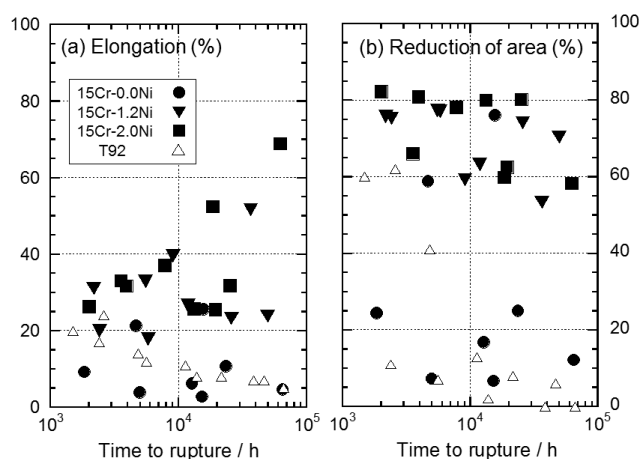 100
80
60
40
20
0
(a) Elongation (%)
15Cr-0.0Ni
15Cr-1.2Ni
15Cr-2.0Ni
T92
10³ 10⁴ 10⁵
Time to rupture / h
(b) Reduction of area (%)
100
80
60
40
20
0
10³ 10⁴ 10⁵
Time to rupture / h